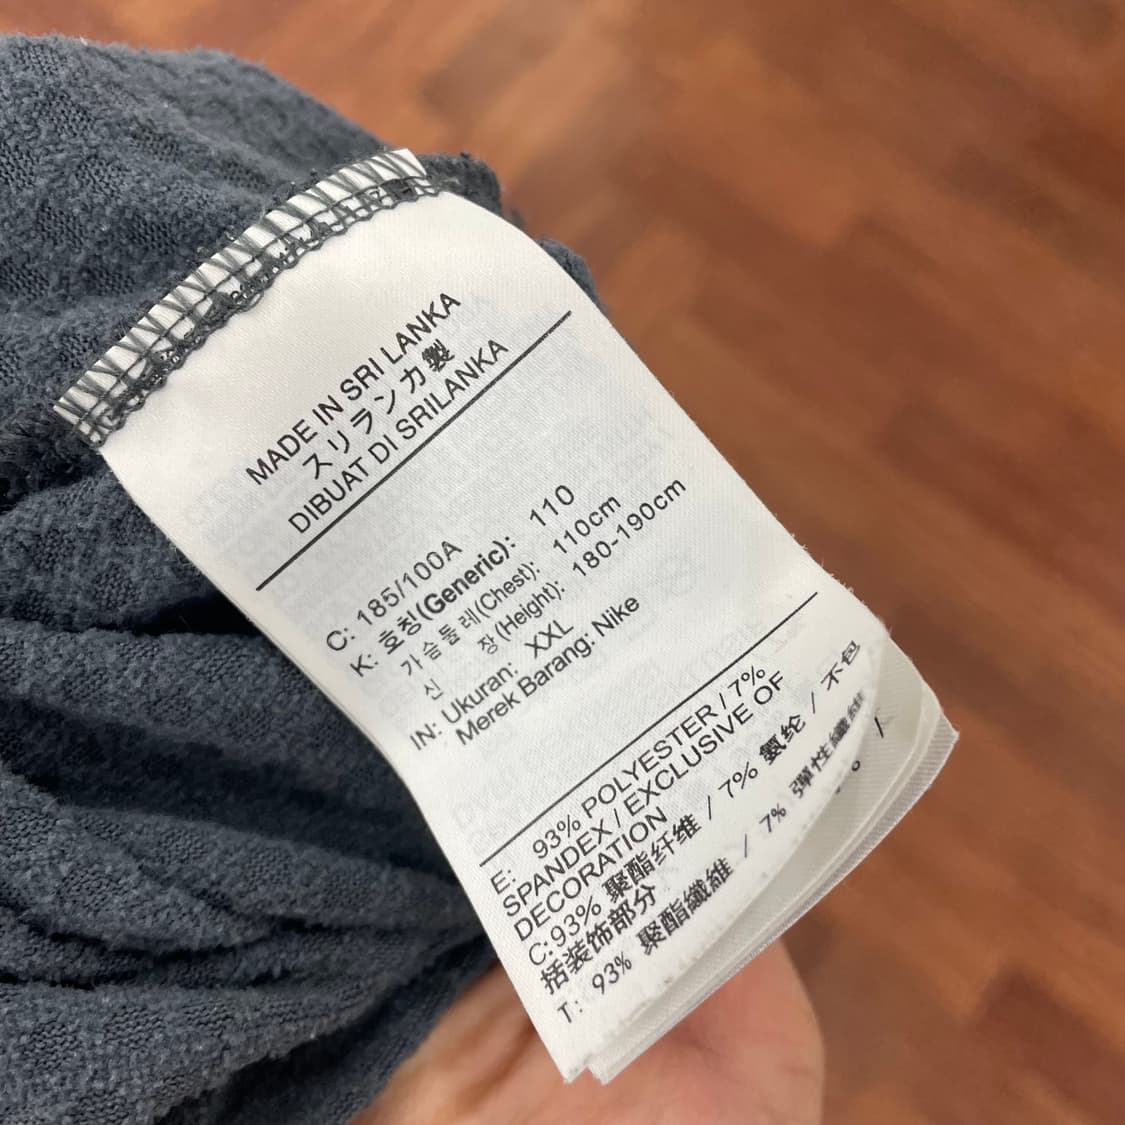 MADE IN SRI LANKA
スリランカ製
DIBUAT DI SRILANKA
C: 185/100A
K: 호칭(Generic): 110
가슴둘레(Chest): 110cm
신 장(Height): 180-190cm
IN: Ukuran: XXL
Merek Barang: Nike
E: 93% POLYESTER / 7%
SPANDEX / EXCLUSIVE OF
DECORATION
C: 93% 聚酯纤维 / 7% 氨纶 / 不包
括装饰部分
T: 93% 聚酯纖維 / 7% 彈性纖維 /